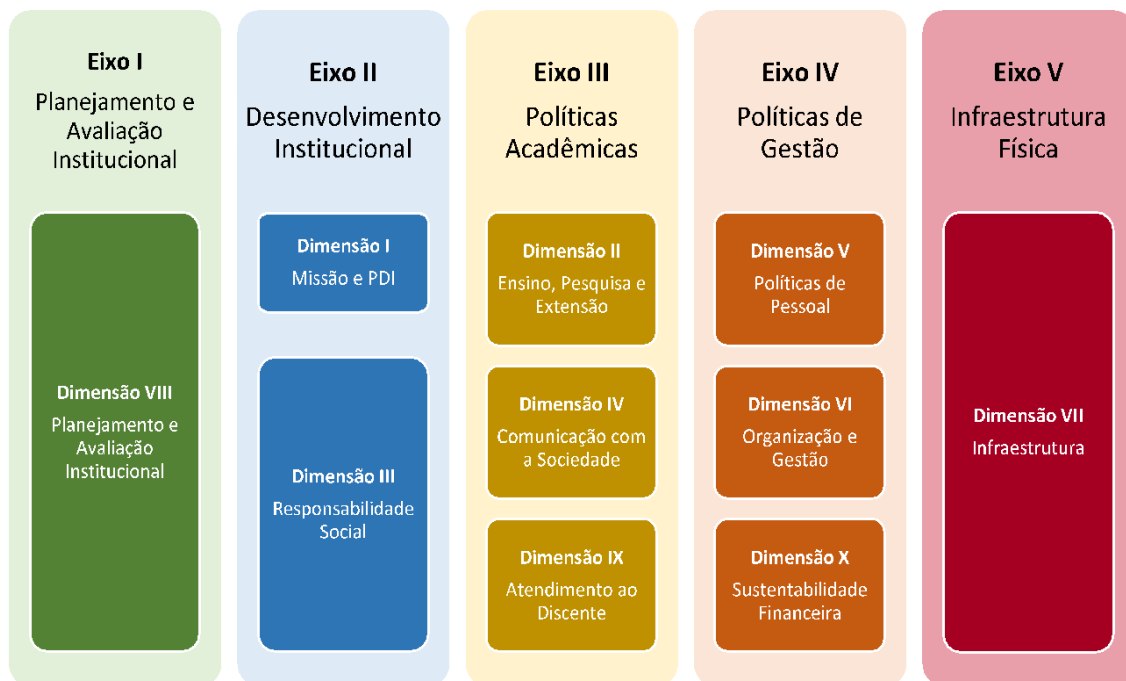 Eixo I
Planejamento e
Avaliação
Institucional
Dimensão VIII
Planejamento e
Avaliação
Institucional
Eixo II
Desenvolvimento
Institucional
Dimensão I
Missão e PDI
Dimensão III
Responsabilidade
Social
Eixo III
Políticas
Acadêmicas
Dimensão II
Ensino, Pesquisa e
Extensão
Dimensão IV
Comunicação com
a Sociedade
Dimensão IX
Atendimento ao
Discente
Eixo IV
Políticas de
Gestão
Dimensão V
Políticas de
Pessoal
Dimensão VI
Organização e
Gestão
Dimensão X
Sustentabilidade
Financeira
Eixo V
Infraestrutura
Física
Dimensão VII
Infraestrutura